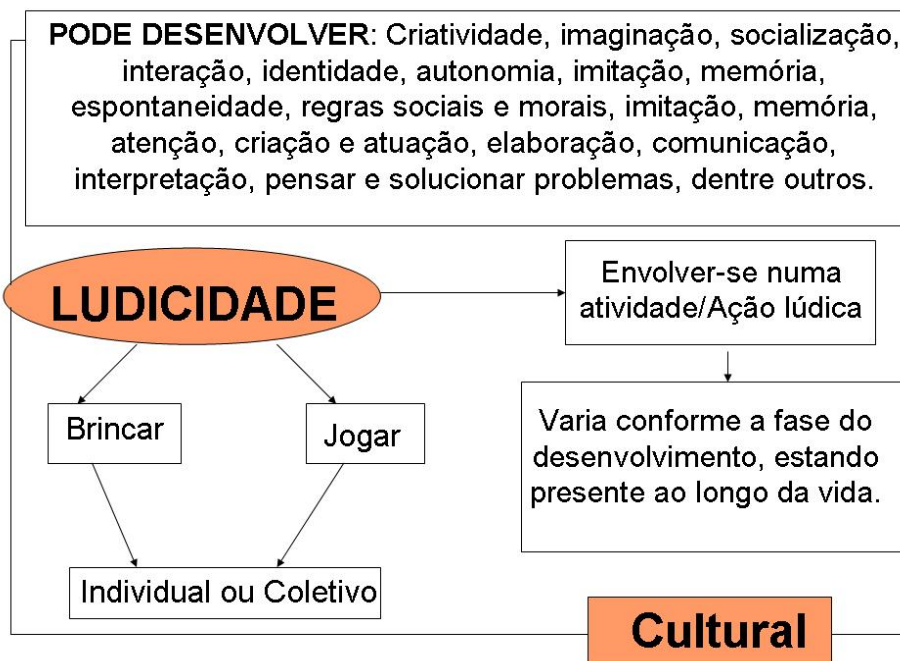 PODE DESENVOLVER: Criatividade, imaginação, socialização,
interação, identidade, autonomia, imitação, memória,
espontaneidade, regras sociais e morais, imitação, memória,
atenção, criação e atuação, elaboração, comunicação,
interpretação, pensar e solucionar problemas, dentre outros.
LUDICIDADE
Envolver-se numa
atividade/Ação lúdica
Brincar
Jogar
Varia conforme a fase do
desenvolvimento, estando
presente ao longo da vida.
Individual ou Coletivo
Cultural